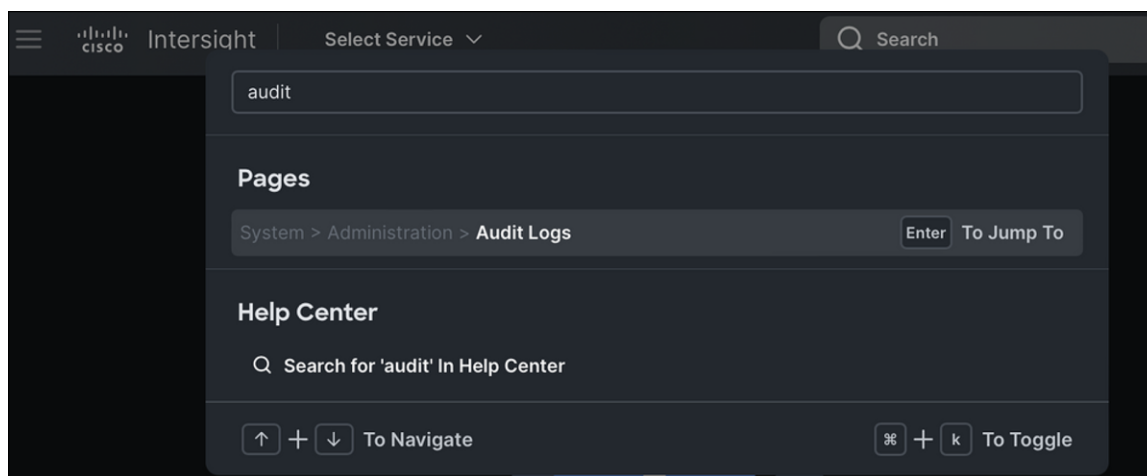 CISCO Intersight Select Service Search
audit
Pages
System > Administration > Audit Logs Enter To Jump To
Help Center
Search for 'audit' In Help Center
↑ + ↓ To Navigate ⌘ + k To Toggle